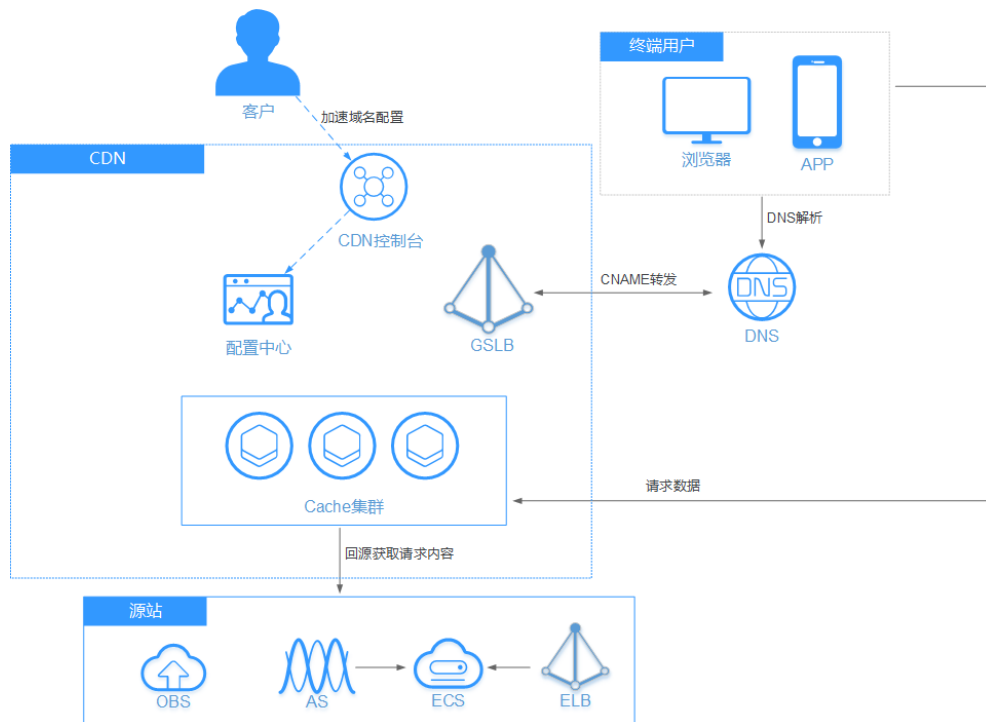 客户
加速域名配置
终端用户
浏览器
APP
CDN
CDN控制台
DNS解析
配置中心
GSLB
CNAME转发
DNS
DNS
Cache集群
请求数据
回源获取请求内容
源站
OBS
AS
ECS
ELB